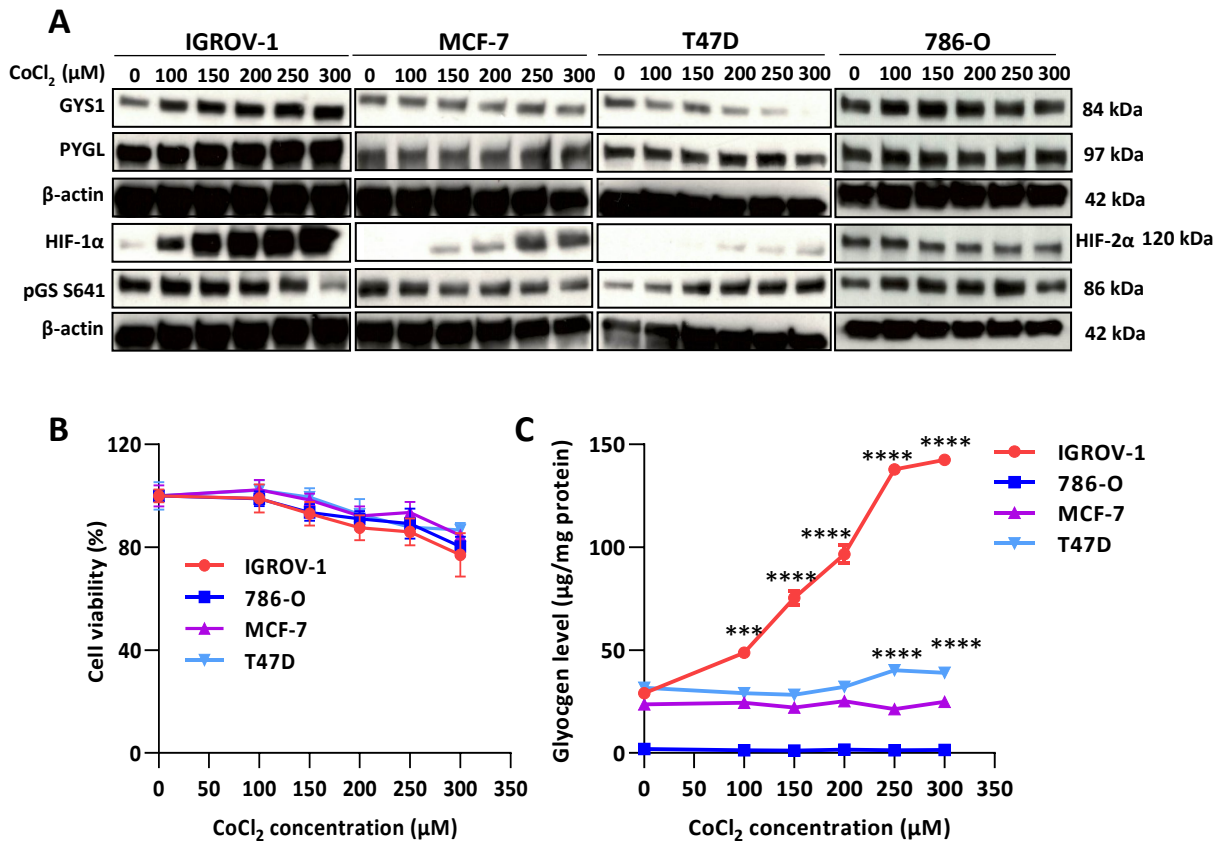 A
IGROV-1 MCF-7 T47D 786-O
CoCl2 (µM) 0 100 150 200 250 300 0 100 150 200 250 300 0 100 150 200 250 300 0 100 150 200 250 300
GYS1 84 kDa
PYGL 97 kDa
β-actin 42 kDa
HIF-1α HIF-2α 120 kDa
pGS S641 86 kDa
β-actin 42 kDa
B
Cell viability (%)
120
80
40
0
IGROV-1
786-O
MCF-7
T47D
0 50 100 150 200 250 300 350
CoCl2 concentration (µM)
C
Glyocgen level (µg/mg protein)
150
100
50
0
*** **** **** **** ****
**** ****
IGROV-1
786-O
MCF-7
T47D
0 50 100 150 200 250 300 350
CoCl2 concentration (µM)